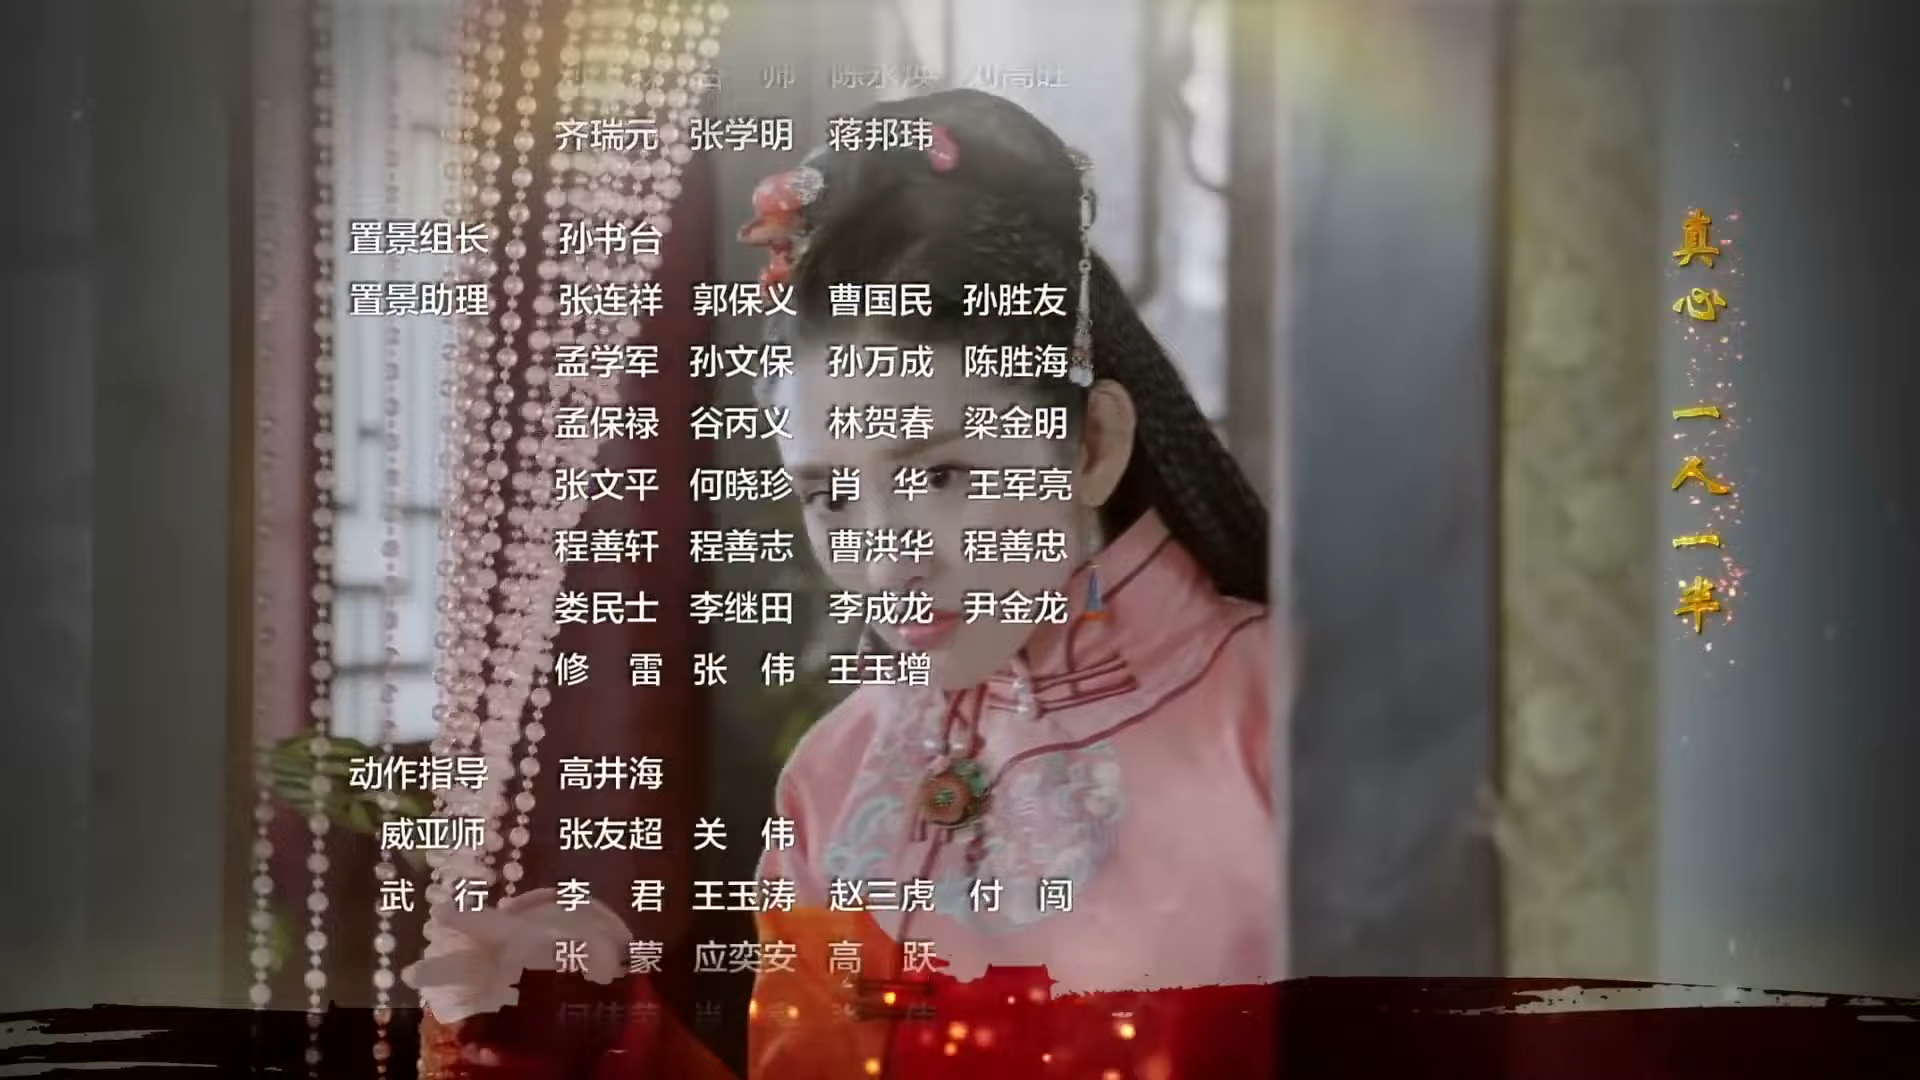 齐瑞元 张学明 蒋邦玮
置景组长 孙书台
置景助理 张连祥 郭保义 曹国民 孙胜友
孟学军 孙文保 孙万成 陈胜海
孟保禄 谷丙义 林贺春 梁金明
张文平 何晓珍 肖 华 王军亮
程善轩 程善志 曹洪华 程善忠
娄民士 李继田 李成龙 尹金龙
修 雷 张 伟 王玉增
动作指导 高井海
威亚师 张友超 关 伟
武 行 李 君 王玉涛 赵三虎 付 闯
张 蒙 应奕安 高 跃
真心一人一半